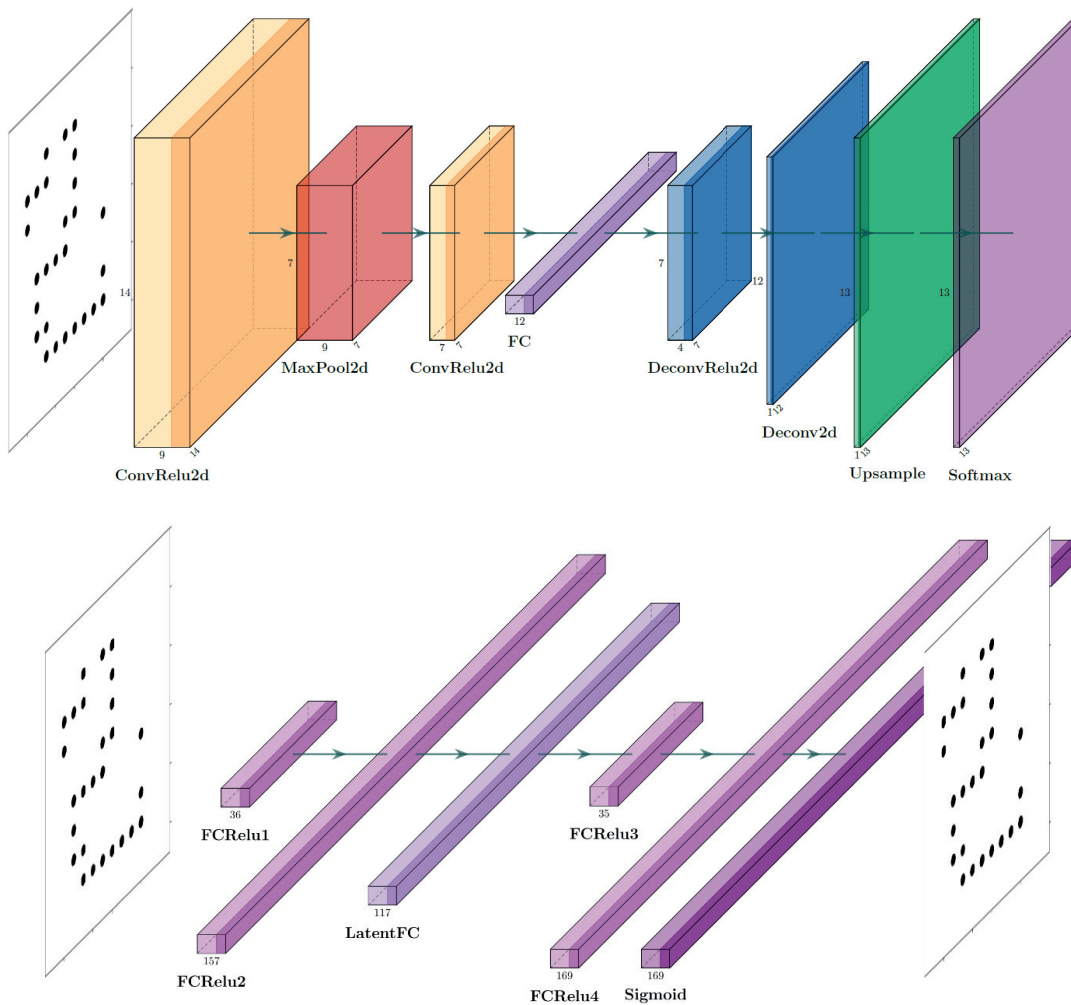 14
9
14
ConvRelu2d
7
9
7
MaxPool2d
7
7
ConvRelu2d
12
FC
7
4
7
DeconvRelu2d
12
1
12
Deconv2d
13
1
13
Upsample
13
13
Softmax
36
FCRelu1
157
FCRelu2
117
LatentFC
35
FCRelu3
169
FCRelu4
169
Sigmoid